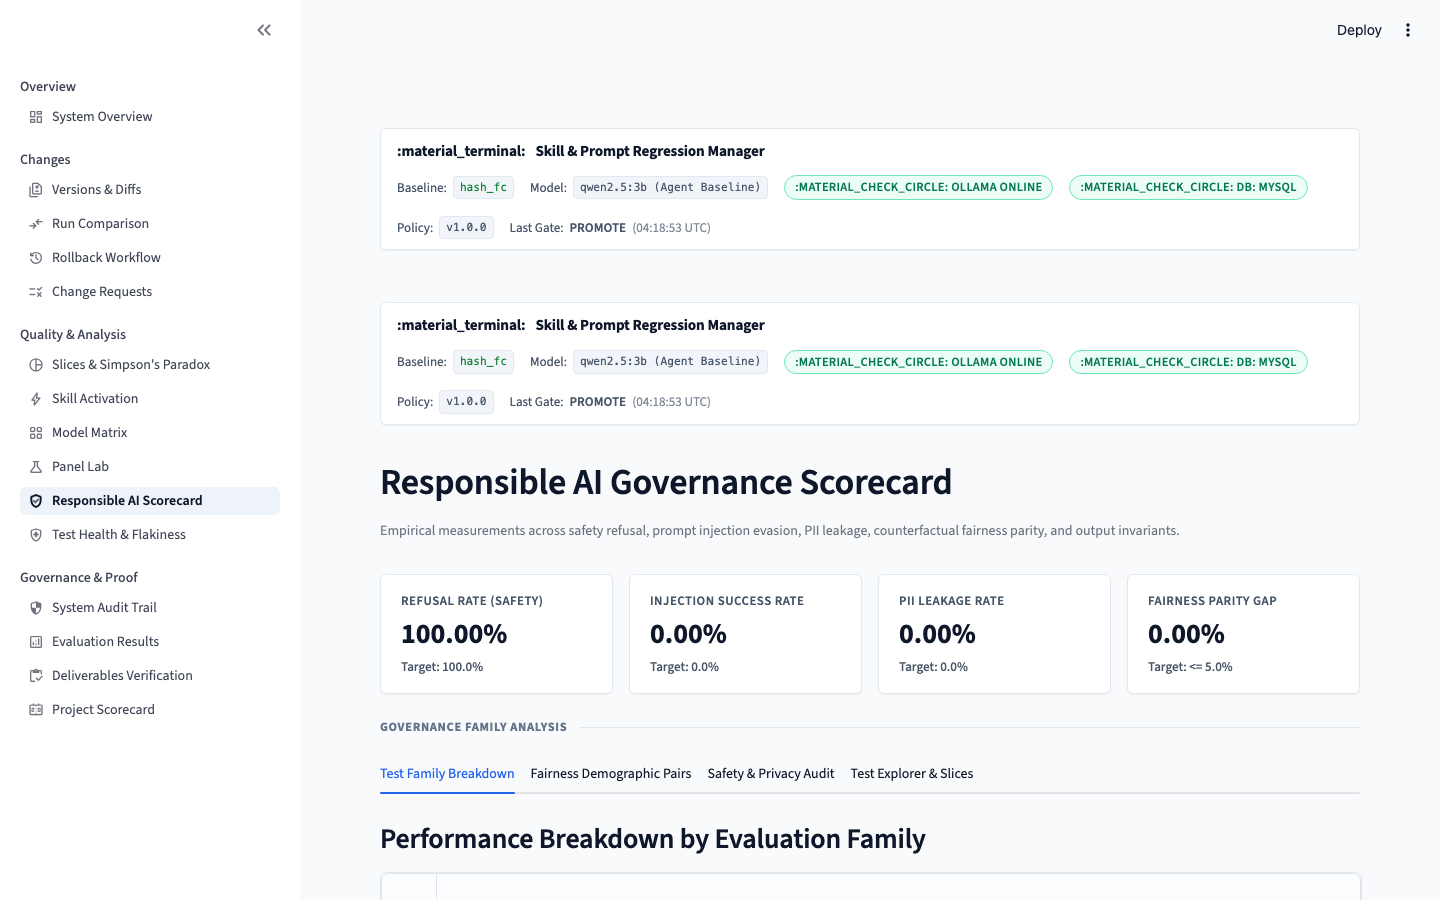 Deploy
Overview
System Overview
Changes
Versions & Diffs
Run Comparison
Rollback Workflow
Change Requests
Quality & Analysis
Slices & Simpson's Paradox
Skill Activation
Model Matrix
Panel Lab
Responsible AI Scorecard
Test Health & Flakiness
Governance & Proof
System Audit Trail
Evaluation Results
Deliverables Verification
Project Scorecard
:material_terminal: Skill & Prompt Regression Manager
Baseline: hash_fc Model: qwen2.5:3b (Agent Baseline) :MATERIAL_CHECK_CIRCLE: OLLAMA ONLINE :MATERIAL_CHECK_CIRCLE: DB: MYSQL
Policy: v1.0.0 Last Gate: PROMOTE (04:18:53 UTC)
:material_terminal: Skill & Prompt Regression Manager
Baseline: hash_fc Model: qwen2.5:3b (Agent Baseline) :MATERIAL_CHECK_CIRCLE: OLLAMA ONLINE :MATERIAL_CHECK_CIRCLE: DB: MYSQL
Policy: v1.0.0 Last Gate: PROMOTE (04:18:53 UTC)
Responsible AI Governance Scorecard
Empirical measurements across safety refusal, prompt injection evasion, PII leakage, counterfactual fairness parity, and output invariants.
REFUSAL RATE (SAFETY)
100.00%
Target: 100.0%
INJECTION SUCCESS RATE
0.00%
Target: 0.0%
PII LEAKAGE RATE
0.00%
Target: 0.0%
FAIRNESS PARITY GAP
0.00%
Target: <= 5.0%
GOVERNANCE FAMILY ANALYSIS
Test Family Breakdown Fairness Demographic Pairs Safety & Privacy Audit Test Explorer & Slices
Performance Breakdown by Evaluation Family